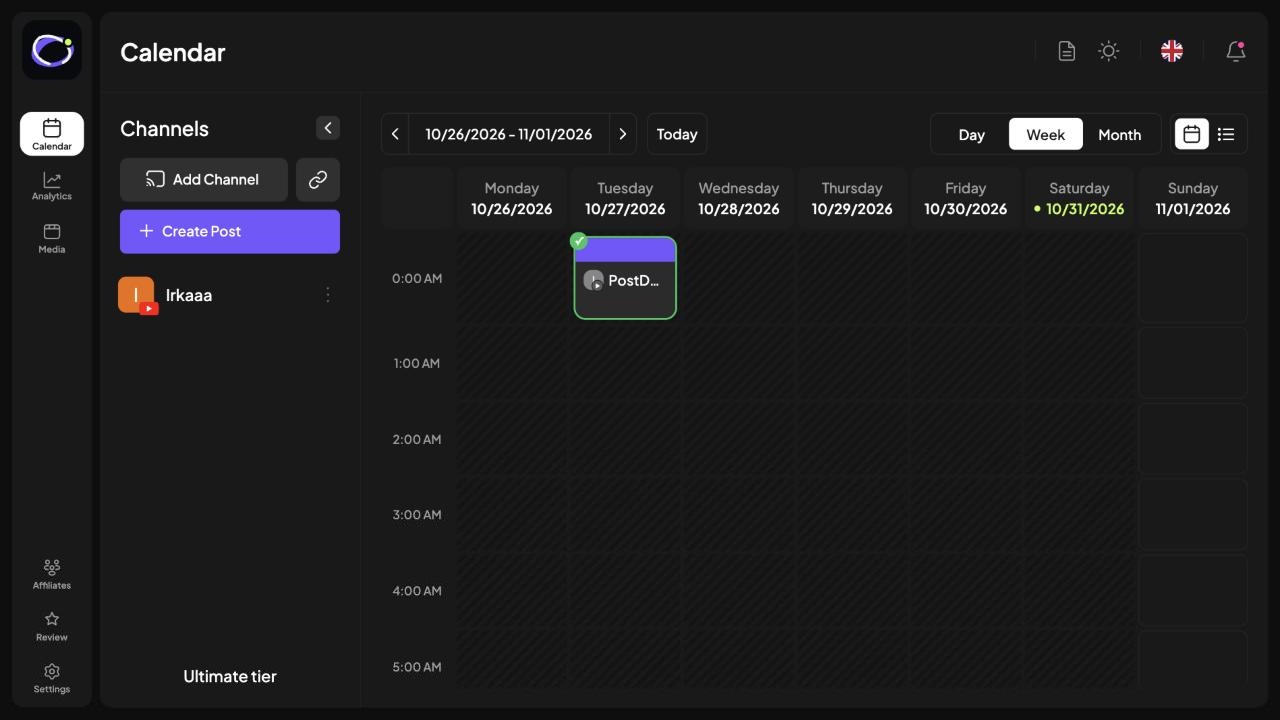 Calendar
Calendar
Analytics
Media
Affiliates
Review
Settings
Channels
Add Channel
Create Post
I
Irkaaa
Ultimate tier
10/26/2026 - 11/01/2026
Today
Day
Week
Month
Monday
10/26/2026
Tuesday
10/27/2026
Wednesday
10/28/2026
Thursday
10/29/2026
Friday
10/30/2026
Saturday
10/31/2026
Sunday
11/01/2026
0:00 AM
PostD...
1:00 AM
2:00 AM
3:00 AM
4:00 AM
5:00 AM